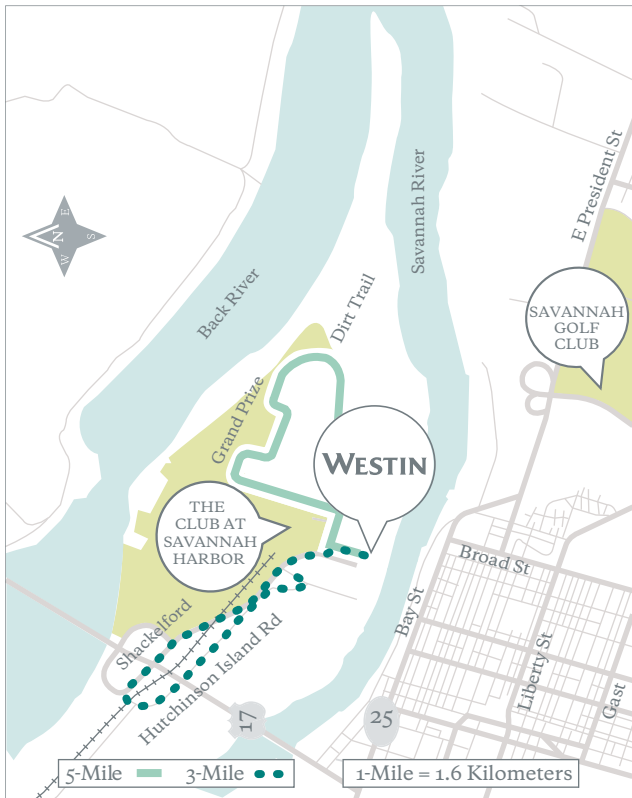 E President St
Savannah River
E
N
S
W
Back River
Dirt Trail
SAVANNAH
GOLF
CLUB
Grand Prize
WESTIN
THE
CLUB AT
SAVANNAH
HARBOR
Broad St
Bay St
Shackelford
Hutchinson Island Rd
Liberty St
Gast
17
25
5-Mile
3-Mile
1-Mile = 1.6 Kilometers